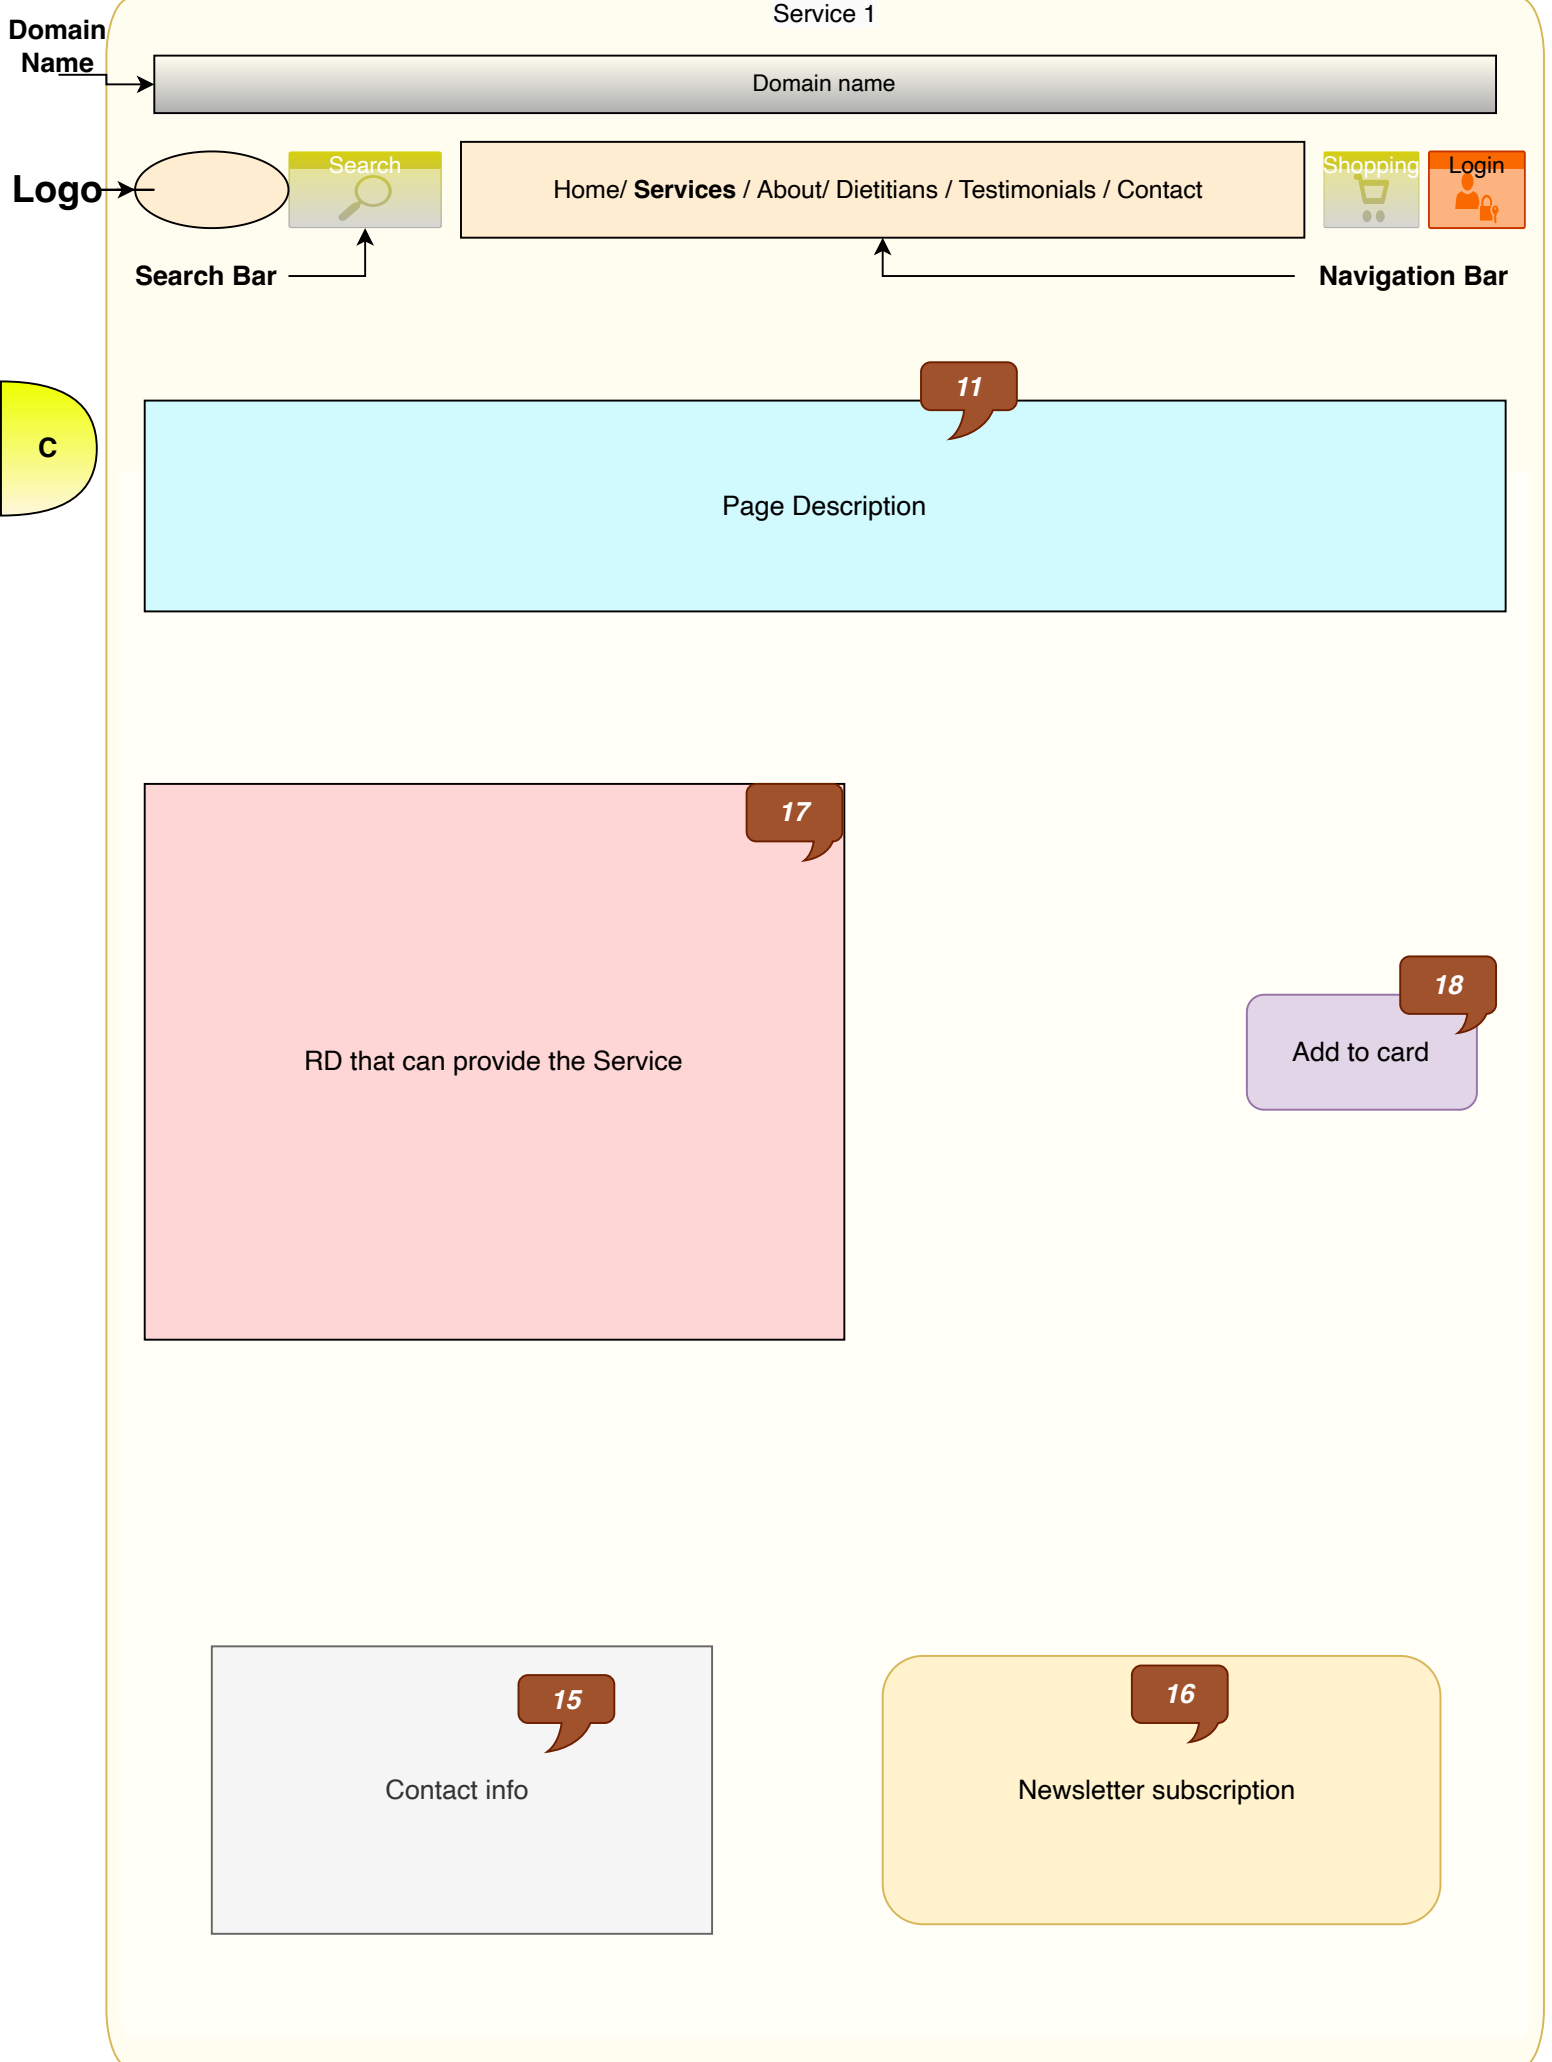 Service 1
Domain
Name
Domain name
Logo
Search
Home/ Services / About/ Dietitians / Testimonials / Contact
Shopping
Login
Search Bar
Navigation Bar
11
C
Page Description
17
RD that can provide the Service
18
Add to card
15
Contact info
16
Newsletter subscription